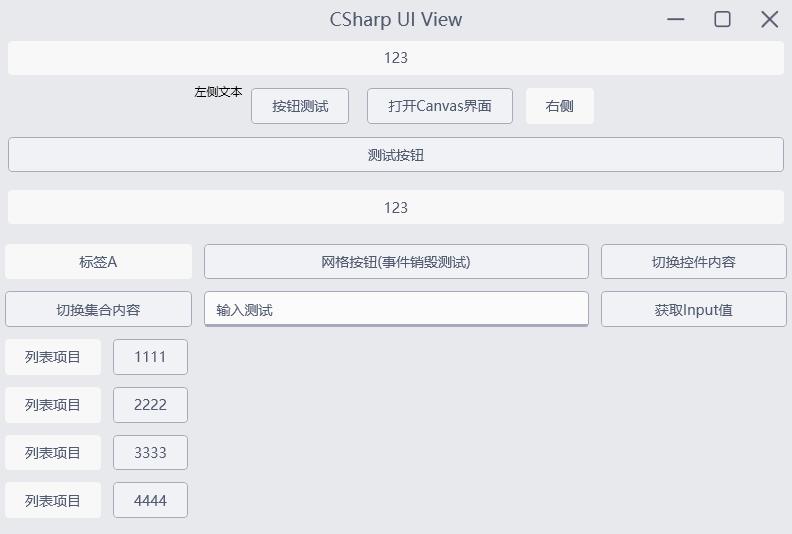 CSharp UI View
123
左侧文本 按钮测试 打开Canvas界面 右侧
测试按钮
123
标签A 网格按钮(事件销毁测试) 切换控件内容
切换集合内容 输入测试 获取Input值
列表项目 1111
列表项目 2222
列表项目 3333
列表项目 4444